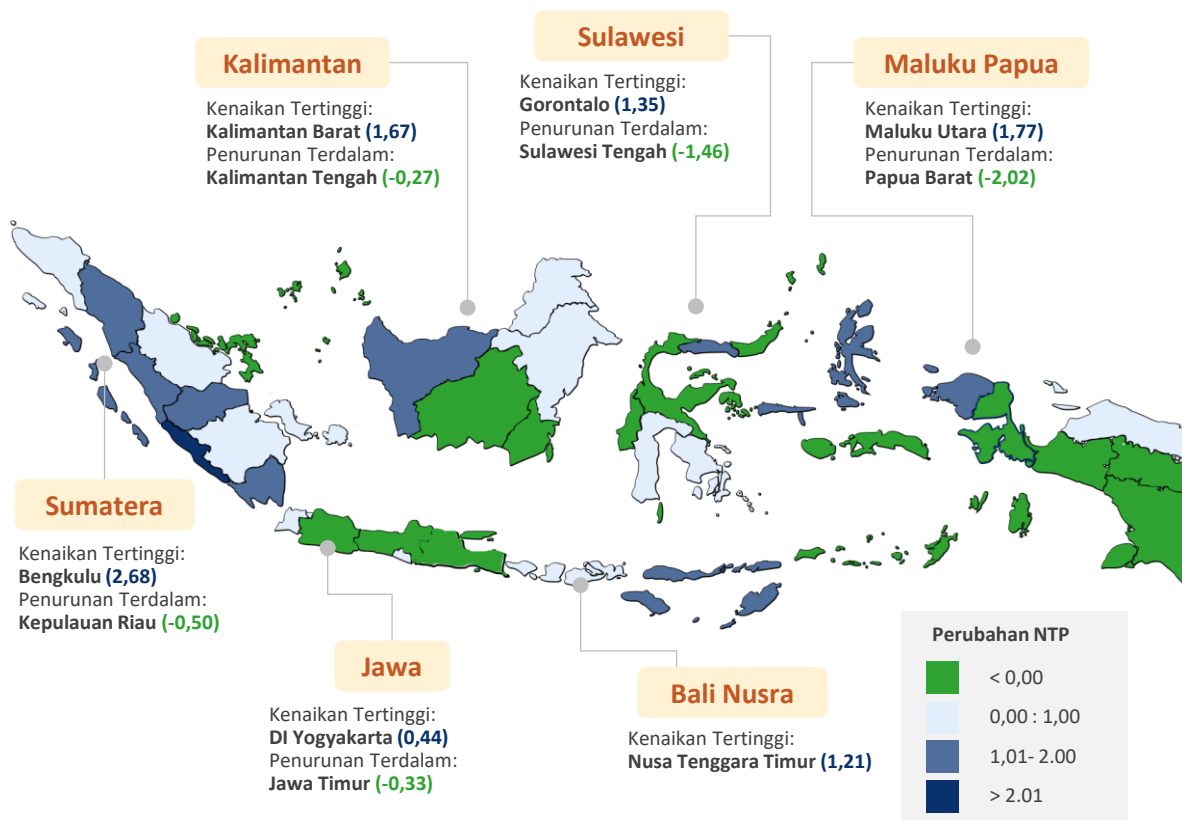 Kalimantan
Kenaikan Tertinggi:
Kalimantan Barat (1,67)
Penurunan Terdalam:
Kalimantan Tengah (-0,27)
Sulawesi
Kenaikan Tertinggi:
Gorontalo (1,35)
Penurunan Terdalam:
Sulawesi Tengah (-1,46)
Maluku Papua
Kenaikan Tertinggi:
Maluku Utara (1,77)
Penurunan Terdalam:
Papua Barat (-2,02)
Sumatera
Kenaikan Tertinggi:
Bengkulu (2,68)
Penurunan Terdalam:
Kepulauan Riau (-0,50)
Jawa
Kenaikan Tertinggi:
DI Yogyakarta (0,44)
Penurunan Terdalam:
Jawa Timur (-0,33)
Bali Nusra
Kenaikan Tertinggi:
Nusa Tenggara Timur (1,21)
Perubahan NTP
< 0,00
0,00 : 1,00
1,01- 2.00
> 2.01